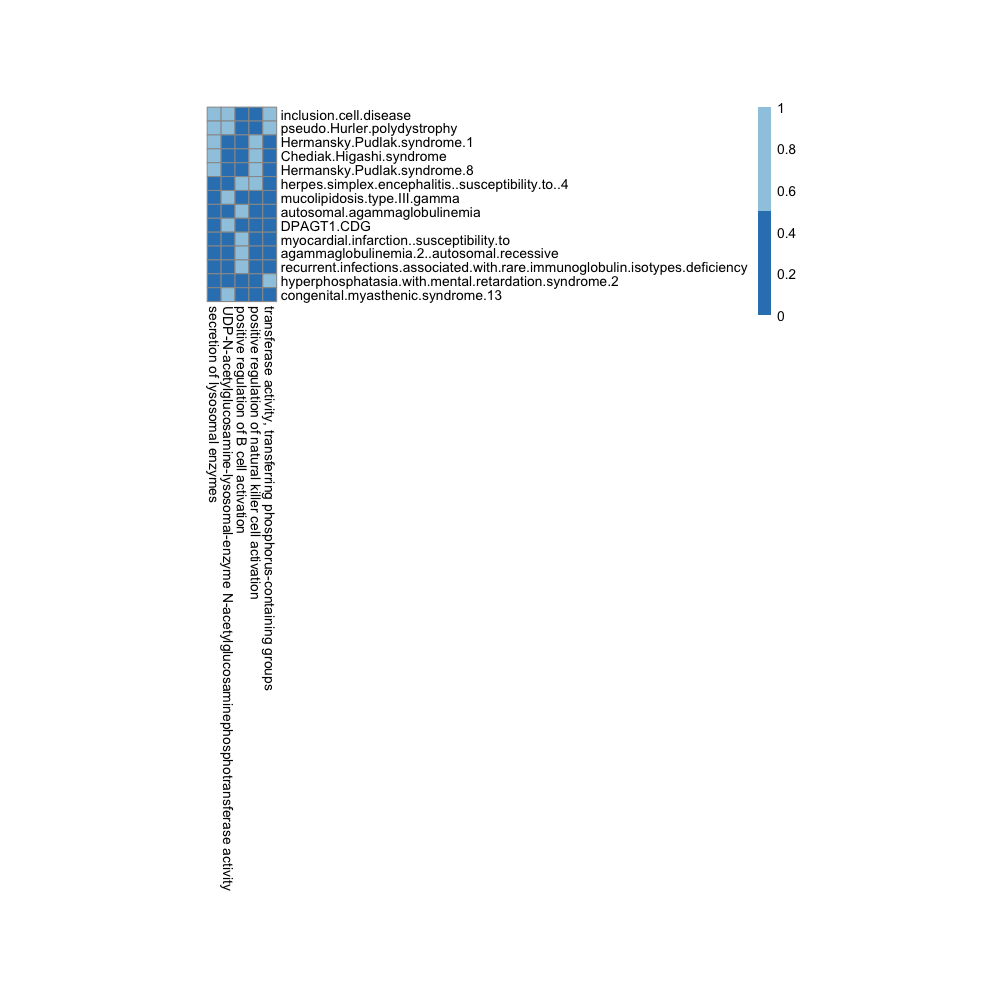 inclusion.cell.disease
pseudo.Hurler.polydystrophy
Hermansky.Pudlak.syndrome.1
Chediak.Higashi.syndrome
Hermansky.Pudlak.syndrome.8
herpes.simplex.encephalitis..susceptibility.to..4
mucolipidosis.type.III.gamma
autosomal.agammaglobulinemia
DPAGT1.CDG
myocardial.infarction..susceptibility.to
agammaglobulinemia.2..autosomal.recessive
recurrent.infections.associated.with.rare.immunoglobulin.isotypes.deficiency
hyperphosphatasia.with.mental.retardation.syndrome.2
congenital.myasthenic.syndrome.13
1
0.8
0.6
0.4
0.2
0
secretion of lysosomal enzymes
UDP-N-acetylglucosamine-lysosomal-enzyme N-acetylglucosaminephosphotransferase activity
positive regulation of B cell activation
positive regulation of natural killer cell activation
transferase activity, transferring phosphorus-containing groups